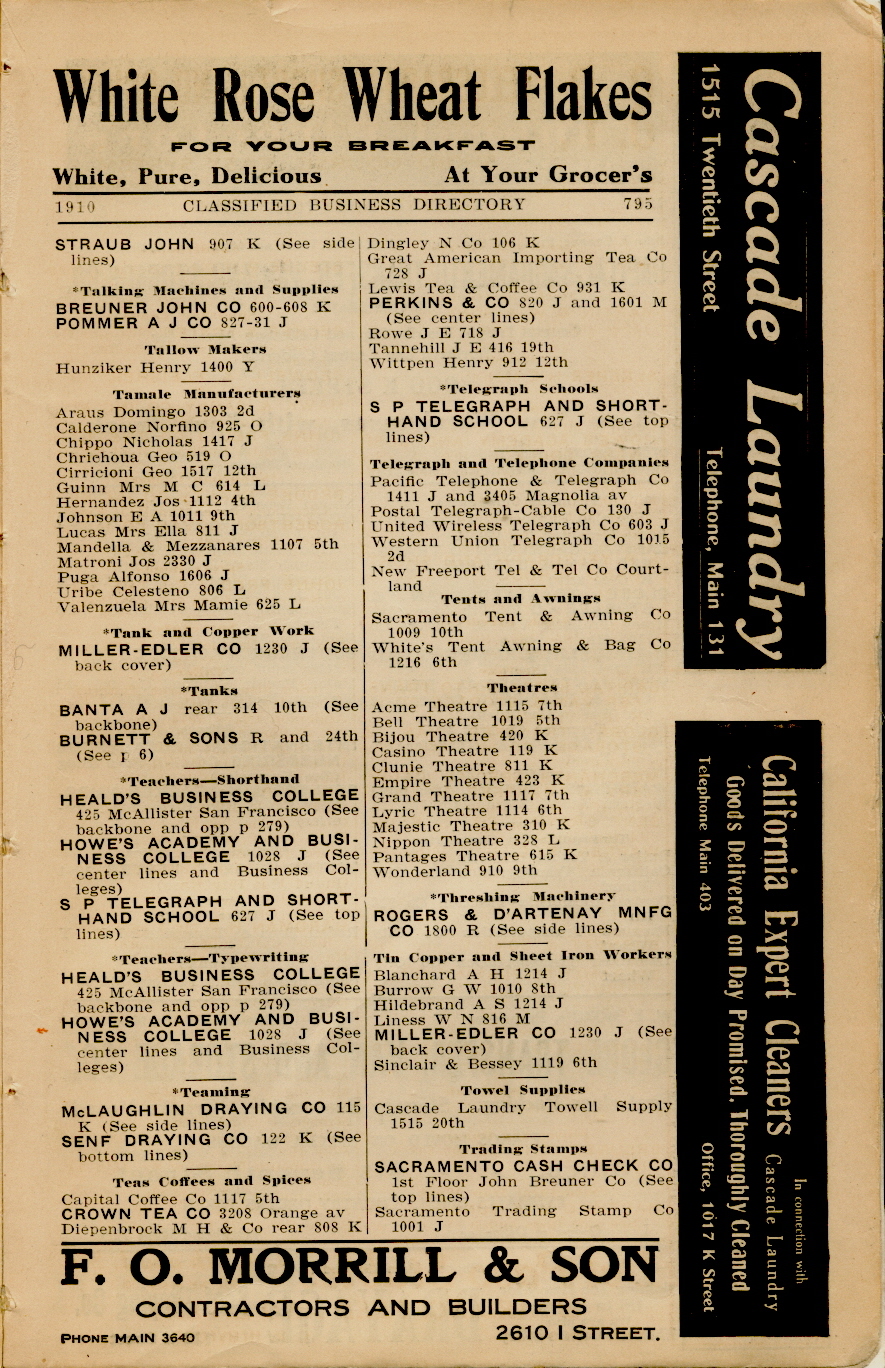 White Rose Wheat Flakes
FOR YOUR BREAKFAST
White, Pure, Delicious At Your Grocer's
1910 CLASSIFIED BUSINESS DIRECTORY 795
STRAUB JOHN 907 K (See side
lines)
*Talking Machines and Supplies
BREUNER JOHN CO 600-608 K
POMMER A J CO 827-31 J
Tallow Makers
Hunziker Henry 1400 Y
Tamale Manufacturers
Araus Domingo 1303 2d
Calderone Norfino 925 O
Chippo Nicholas 1417 J
Chrichoua Geo 519 O
Cirricioni Geo 1517 12th
Guinn Mrs M C 614 L
Hernandez Jos 1112 4th
Johnson E A 1011 9th
Lucas Mrs Ella 811 J
Mandella & Mezzanares 1107 5th
Matroni Jos 2330 J
Puga Alfonso 1606 J
Uribe Celesteno 806 L
Valenzuela Mrs Mamie 625 L
*Tank and Copper Work
MILLER-EDLER CO 1230 J (See
back cover)
*Tanks
BANTA A J rear 314 10th (See
backbone)
BURNETT & SONS R and 24th
(See p 6)
*Teachers—Shorthand
HEALD'S BUSINESS COLLEGE
425 McAllister San Francisco (See
backbone and opp p 279)
HOWE'S ACADEMY AND BUSI-
NESS COLLEGE 1028 J (See
center lines and Business Col-
leges)
S P TELEGRAPH AND SHORT-
HAND SCHOOL 627 J (See top
lines)
*Teachers—Typewriting
HEALD'S BUSINESS COLLEGE
425 McAllister San Francisco (See
backbone and opp p 279)
HOWE'S ACADEMY AND BUSI-
NESS COLLEGE 1028 J (See
center lines and Business Col-
leges)
*Teaming
McLAUGHLIN DRAYING CO 115
K (See side lines)
SENF DRAYING CO 122 K (See
bottom lines)
Teas Coffees and Spices
Capital Coffee Co 1117 5th
CROWN TEA CO 3208 Orange av
Diepenbrock M H & Co rear 808 K
Dingley N Co 106 K
Great American Importing Tea Co
728 J
Lewis Tea & Coffee Co 931 K
PERKINS & CO 820 J and 1601 M
(See center lines)
Rowe J E 718 J
Tannehill J E 416 19th
Wittpen Henry 912 12th
*Telegraph Schools
S P TELEGRAPH AND SHORT-
HAND SCHOOL 627 J (See top
lines)
Telegraph and Telephone Companies
Pacific Telephone & Telegraph Co
1411 J and 3405 Magnolia av
Postal Telegraph-Cable Co 130 J
United Wireless Telegraph Co 603 J
Western Union Telegraph Co 1015
2d
New Freeport Tel & Tel Co Court-
land
Tents and Awnings
Sacramento Tent & Awning Co
1009 10th
White's Tent Awning & Bag Co
1216 6th
Theatres
Acme Theatre 1115 7th
Bell Theatre 1019 5th
Bijou Theatre 420 K
Casino Theatre 119 K
Clunie Theatre 811 K
Empire Theatre 423 K
Grand Theatre 1117 7th
Lyric Theatre 1114 6th
Majestic Theatre 310 K
Nippon Theatre 328 L
Pantages Theatre 615 K
Wonderland 910 9th
*Threshing Machinery
ROGERS & D'ARTENAY MNFG
CO 1800 R (See side lines)
Tin Copper and Sheet Iron Workers
Blanchard A H 1214 J
Burrow G W 1010 8th
Hildebrand A S 1214 J
Liness W N 816 M
MILLER-EDLER CO 1230 J (See
back cover)
Sinclair & Bessey 1119 6th
Towel Supplies
Cascade Laundry Towell Supply
1515 20th
Trading Stamps
SACRAMENTO CASH CHECK CO
1st Floor John Breuner Co (See
top lines)
Sacramento Trading Stamp Co
1001 J
Cascade Laundry
1515 Twentieth Street Telephone, Main 131
California Expert Cleaners In connection with
Cascade Laundry
Goods Delivered on Day Promised, Thoroughly Cleaned
Telephone Main 403 Office, 1017 K Street
F. O. MORRILL & SON
CONTRACTORS AND BUILDERS
PHONE MAIN 3640 2610 I STREET.